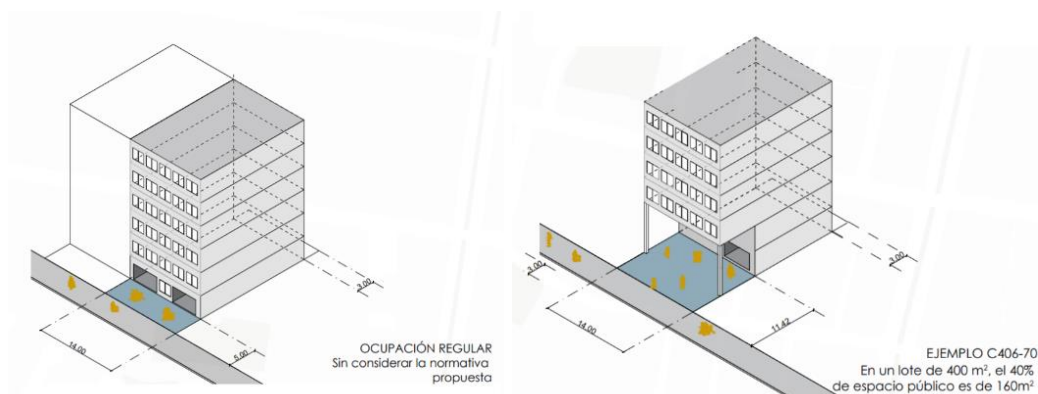 3.00
14.00
5.00
OCUPACIÓN REGULAR
Sin considerar la normativa
propuesta
3.00
3.00
14.00
11.42
EJEMPLO C406-70
En un lote de 400 m², el 40%
de espacio público es de 160m²